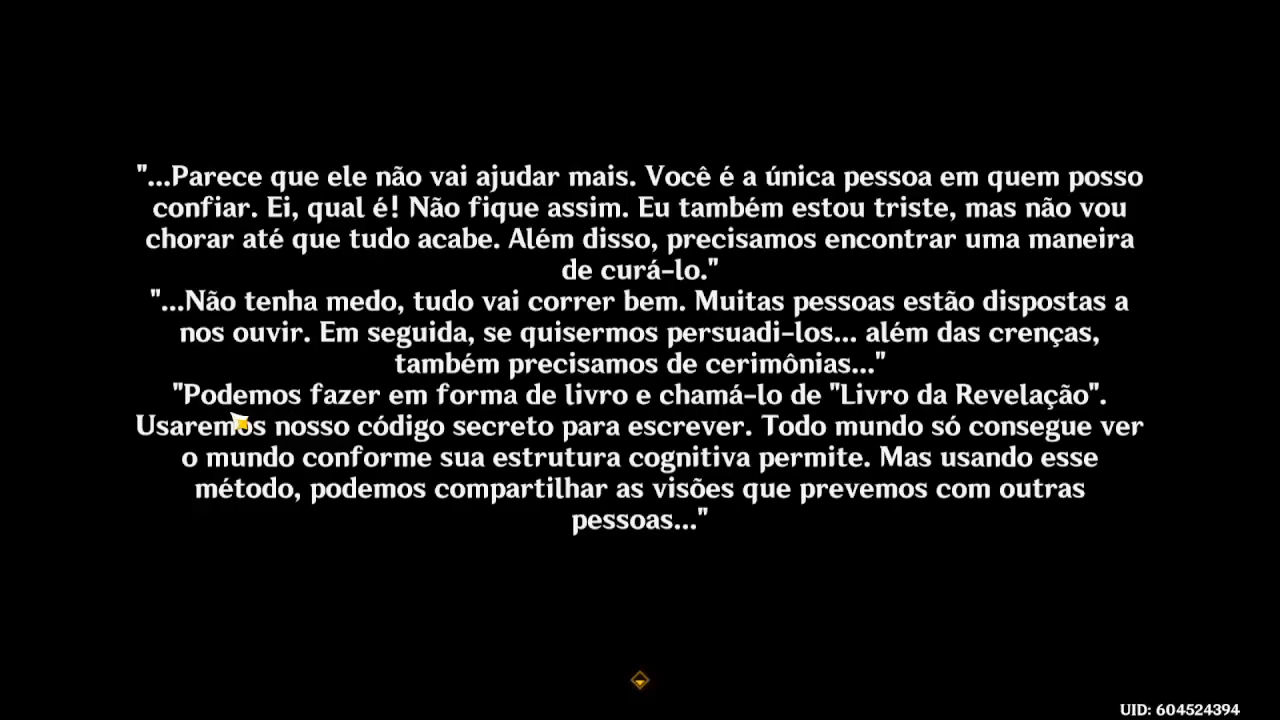 "...Parece que ele não vai ajudar mais. Você é a única pessoa em quem posso
confiar. Ei, qual é! Não fique assim. Eu também estou triste, mas não vou
chorar até que tudo acabe. Além disso, precisamos encontrar uma maneira
de curá-lo."
"...Não tenha medo, tudo vai correr bem. Muitas pessoas estão dispostas a
nos ouvir. Em seguida, se quisermos persuadi-los... além das crenças,
também precisamos de cerimônias..."
"Podemos fazer em forma de livro e chamá-lo de "Livro da Revelação".
Usaremos nosso código secreto para escrever. Todo mundo só consegue ver
o mundo conforme sua estrutura cognitiva permite. Mas usando esse
método, podemos compartilhar as visões que prevemos com outras
pessoas..."
UID: 604524394